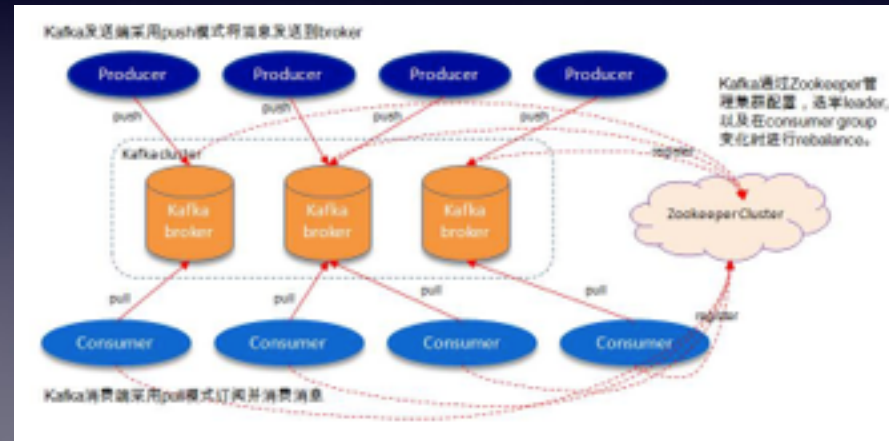 Kafka发送端采用push模式将消息发送到broker
Producer
Producer
Producer
Producer
Kafka通过Zookeeper管
理集群配置，选举leader，
以及在consumer group
变化时进行rebalance。
push
push
push
push
Kafka cluster
register
Kafka
broker
Kafka
broker
Kafka
broker
Zookeeper Cluster
pull
pull
pull
pull
register
Consumer
Consumer
Consumer
Consumer
Kafka消费端采用pull模式订阅并消费消息